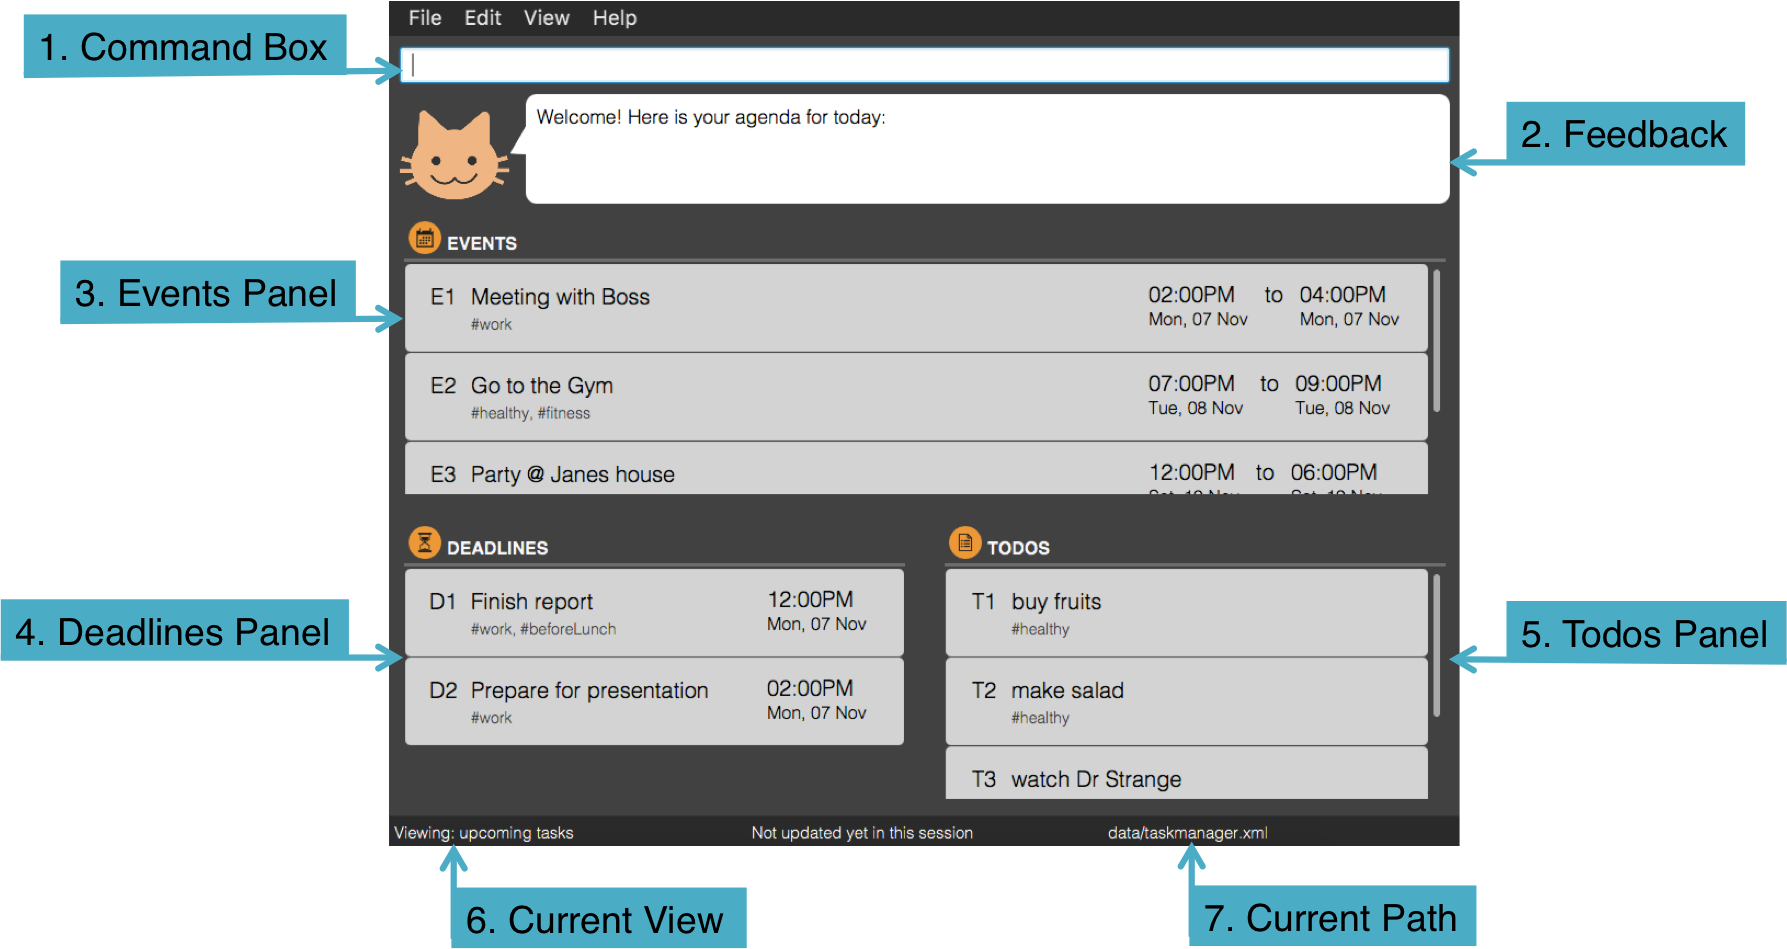 File Edit View Help
1. Command Box
Welcome! Here is your agenda for today:
2. Feedback
EVENTS
3. Events Panel
E1 Meeting with Boss 02:00PM to 04:00PM
#work Mon, 07 Nov Mon, 07 Nov
E2 Go to the Gym 07:00PM to 09:00PM
#healthy, #fitness Tue, 08 Nov Tue, 08 Nov
E3 Party @ Janes house 12:00PM to 06:00PM
DEADLINES
D1 Finish report 12:00PM
#work, #beforeLunch Mon, 07 Nov
4. Deadlines Panel
D2 Prepare for presentation 02:00PM
#work Mon, 07 Nov
TODOS
T1 buy fruits
#healthy
5. Todos Panel
T2 make salad
#healthy
T3 watch Dr Strange
Viewing: upcoming tasks Not updated yet in this session data/taskmanager.xml
6. Current View
7. Current Path